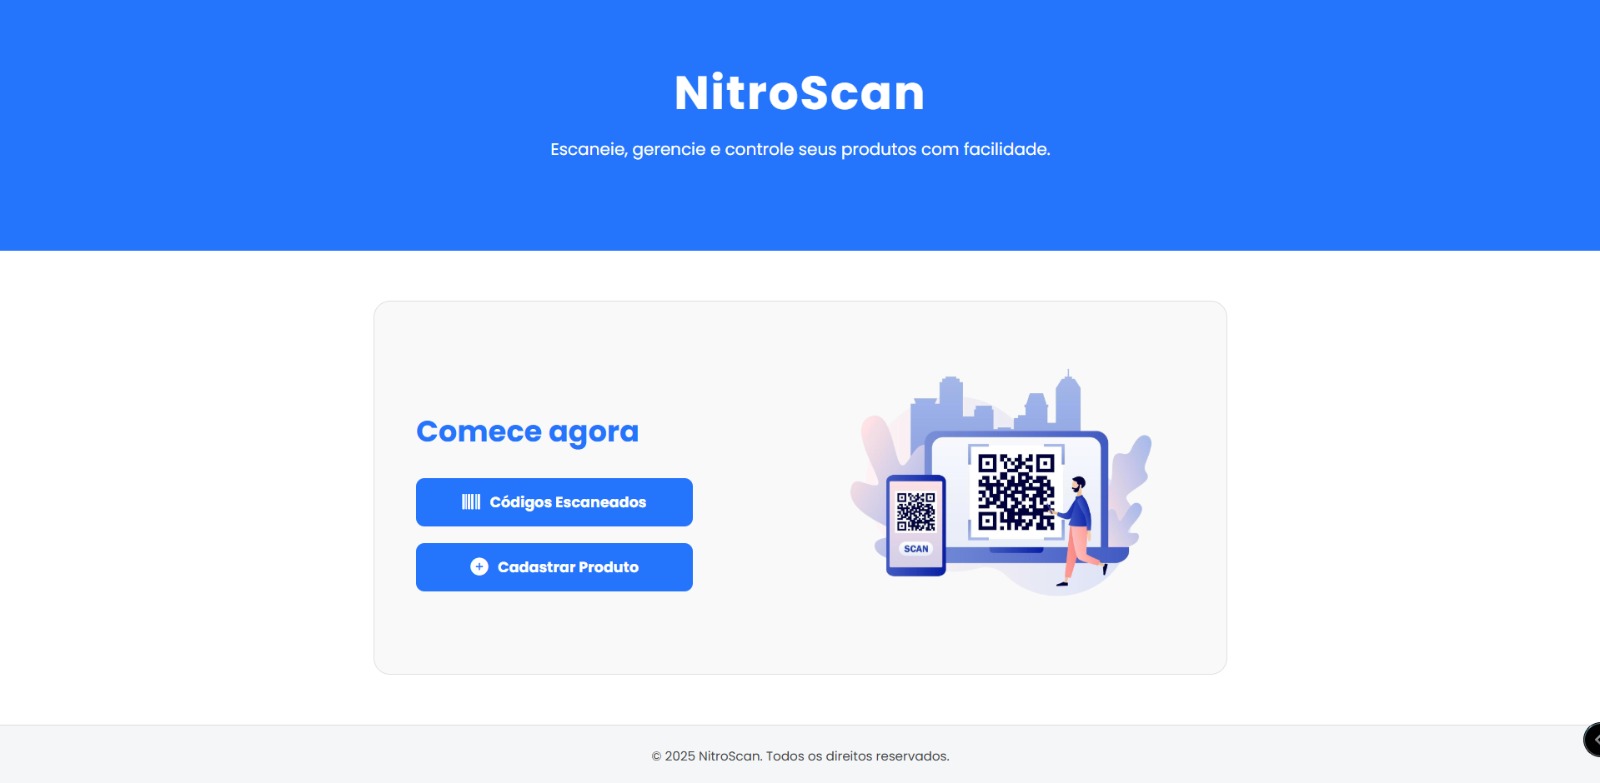 NitroScan
Escaneie, gerencie e controle seus produtos com facilidade.
Comece agora
Códigos Escaneados
Cadastrar Produto
SCAN
© 2025 NitroScan. Todos os direitos reservados.